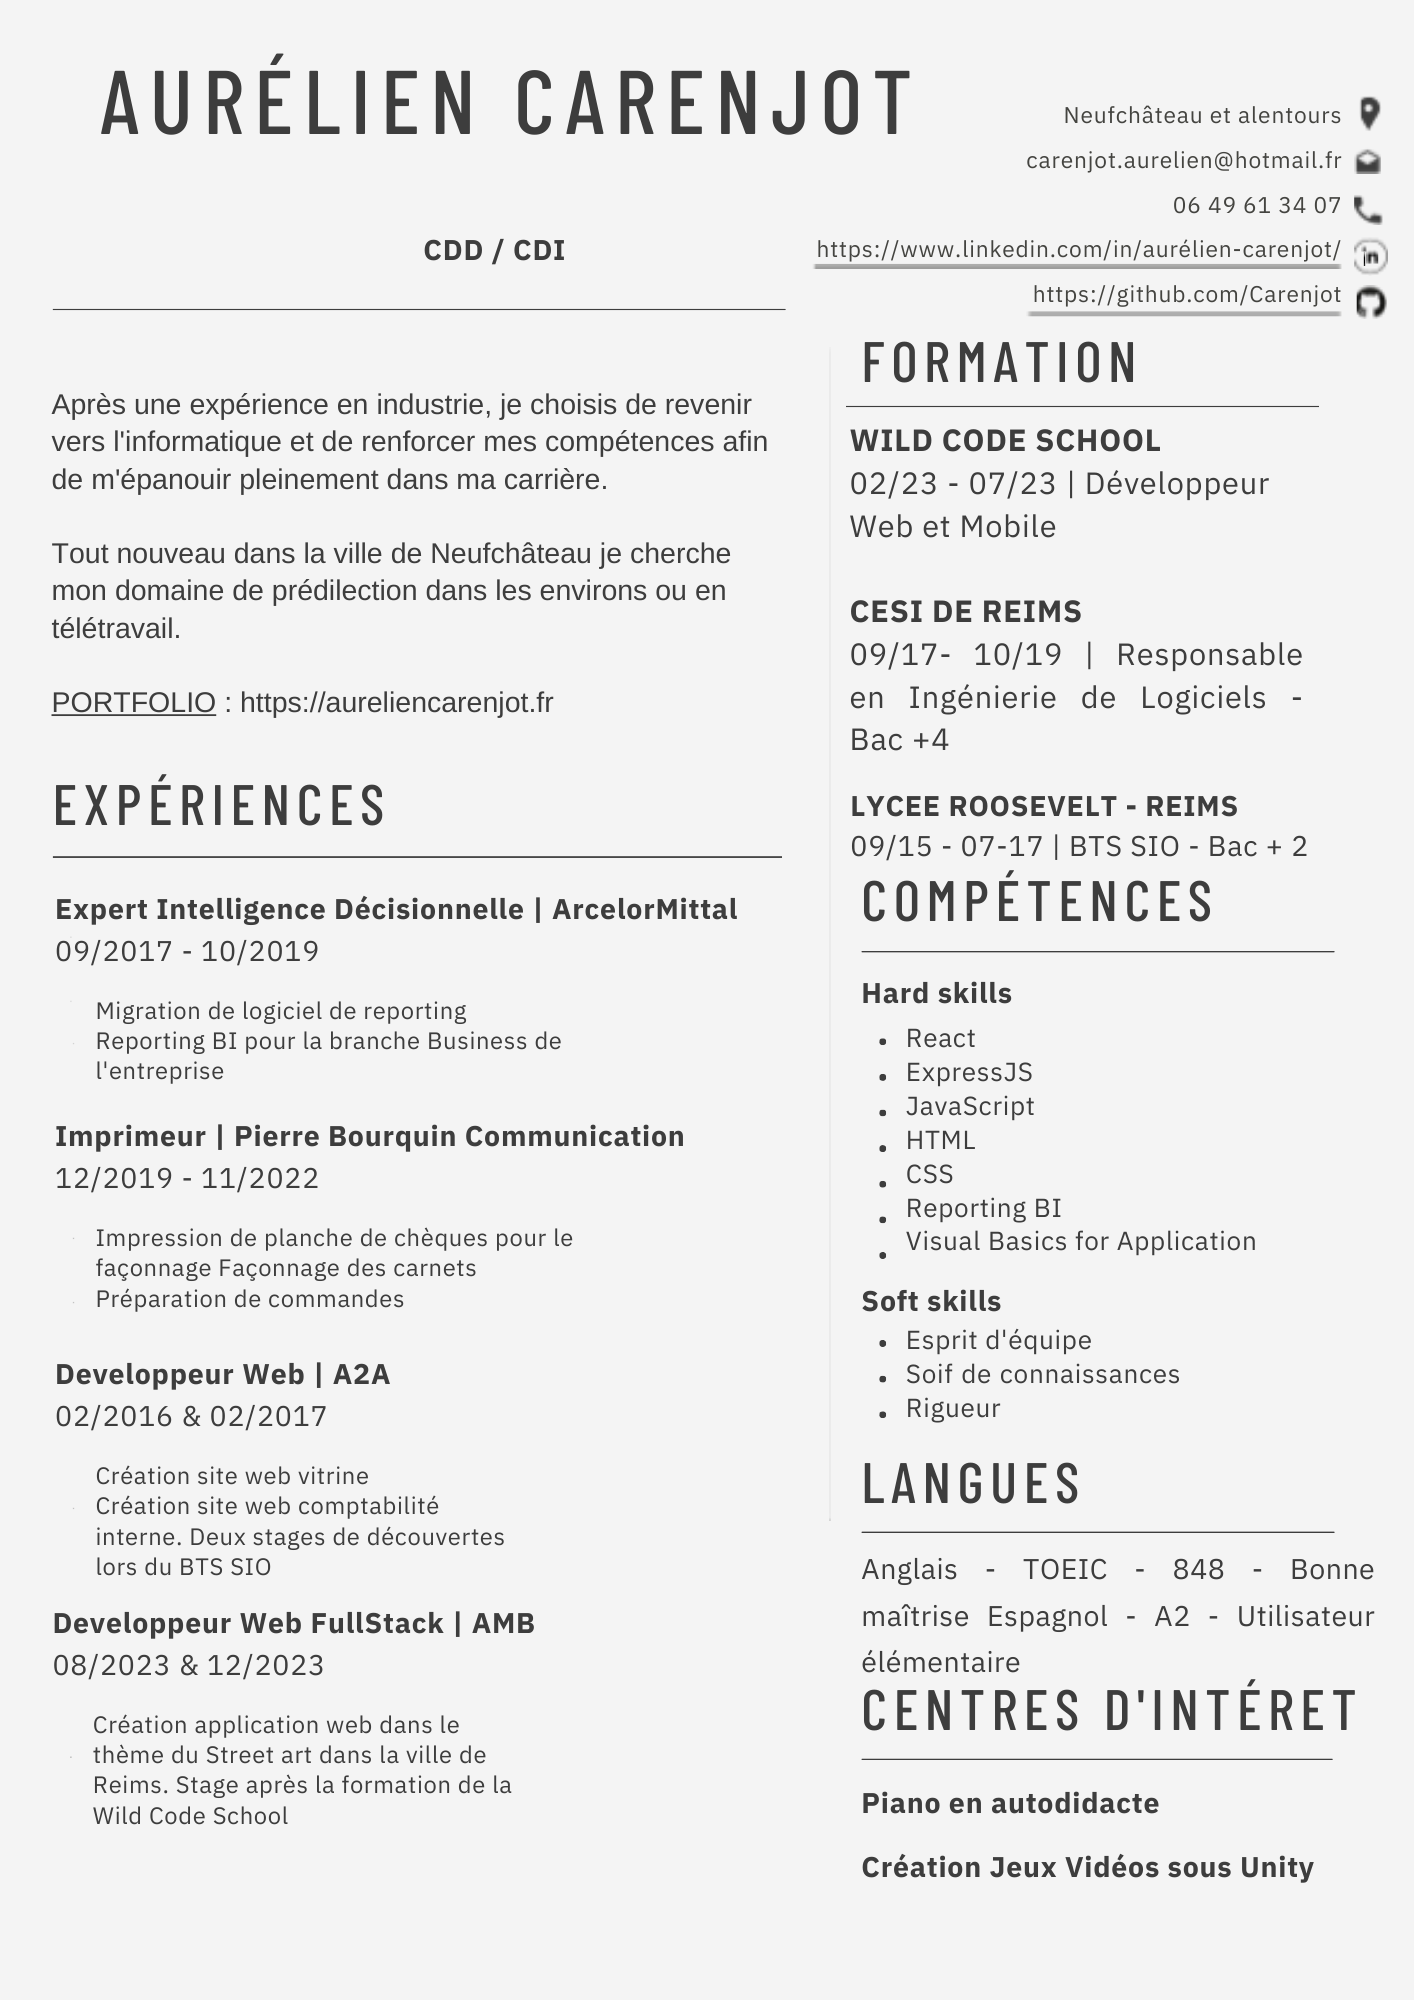 AURÉLIEN CARENJOT
Neufchâteau et alentours
carenjot.aurelien@hotmail.fr
06 49 61 34 07
https://www.linkedin.com/in/aurélien-carenjot/
https://github.com/Carenjot
CDD / CDI
Après une expérience en industrie, je choisis de revenir
vers l'informatique et de renforcer mes compétences afin
de m'épanouir pleinement dans ma carrière.
Tout nouveau dans la ville de Neufchâteau je cherche
mon domaine de prédilection dans les environs ou en
télétravail.
PORTFOLIO : https://aureliencarenjot.fr
EXPÉRIENCES
Expert Intelligence Décisionnelle | ArcelorMittal
09/2017 - 10/2019
Migration de logiciel de reporting
Reporting BI pour la branche Business de
l'entreprise
Imprimeur | Pierre Bourquin Communication
12/2019 - 11/2022
Impression de planche de chèques pour le
façonnage Façonnage des carnets
Préparation de commandes
Developpeur Web | A2A
02/2016 & 02/2017
Création site web vitrine
Création site web comptabilité
interne. Deux stages de découvertes
lors du BTS SIO
Developpeur Web FullStack | AMB
08/2023 & 12/2023
Création application web dans le
thème du Street art dans la ville de
Reims. Stage après la formation de la
Wild Code School
FORMATION
WILD CODE SCHOOL
02/23 - 07/23 | Développeur
Web et Mobile
CESI DE REIMS
09/17- 10/19 | Responsable
en Ingénierie de Logiciels -
Bac +4
LYCEE ROOSEVELT - REIMS
09/15 - 07-17 | BTS SIO - Bac + 2
COMPÉTENCES
Hard skills
• React
• ExpressJS
• JavaScript
• HTML
• CSS
• Reporting BI
• Visual Basics for Application
Soft skills
• Esprit d'équipe
• Soif de connaissances
• Rigueur
LANGUES
Anglais - TOEIC - 848 - Bonne
maîtrise Espagnol - A2 - Utilisateur
élémentaire
CENTRES D'INTÉRET
Piano en autodidacte
Création Jeux Vidéos sous Unity